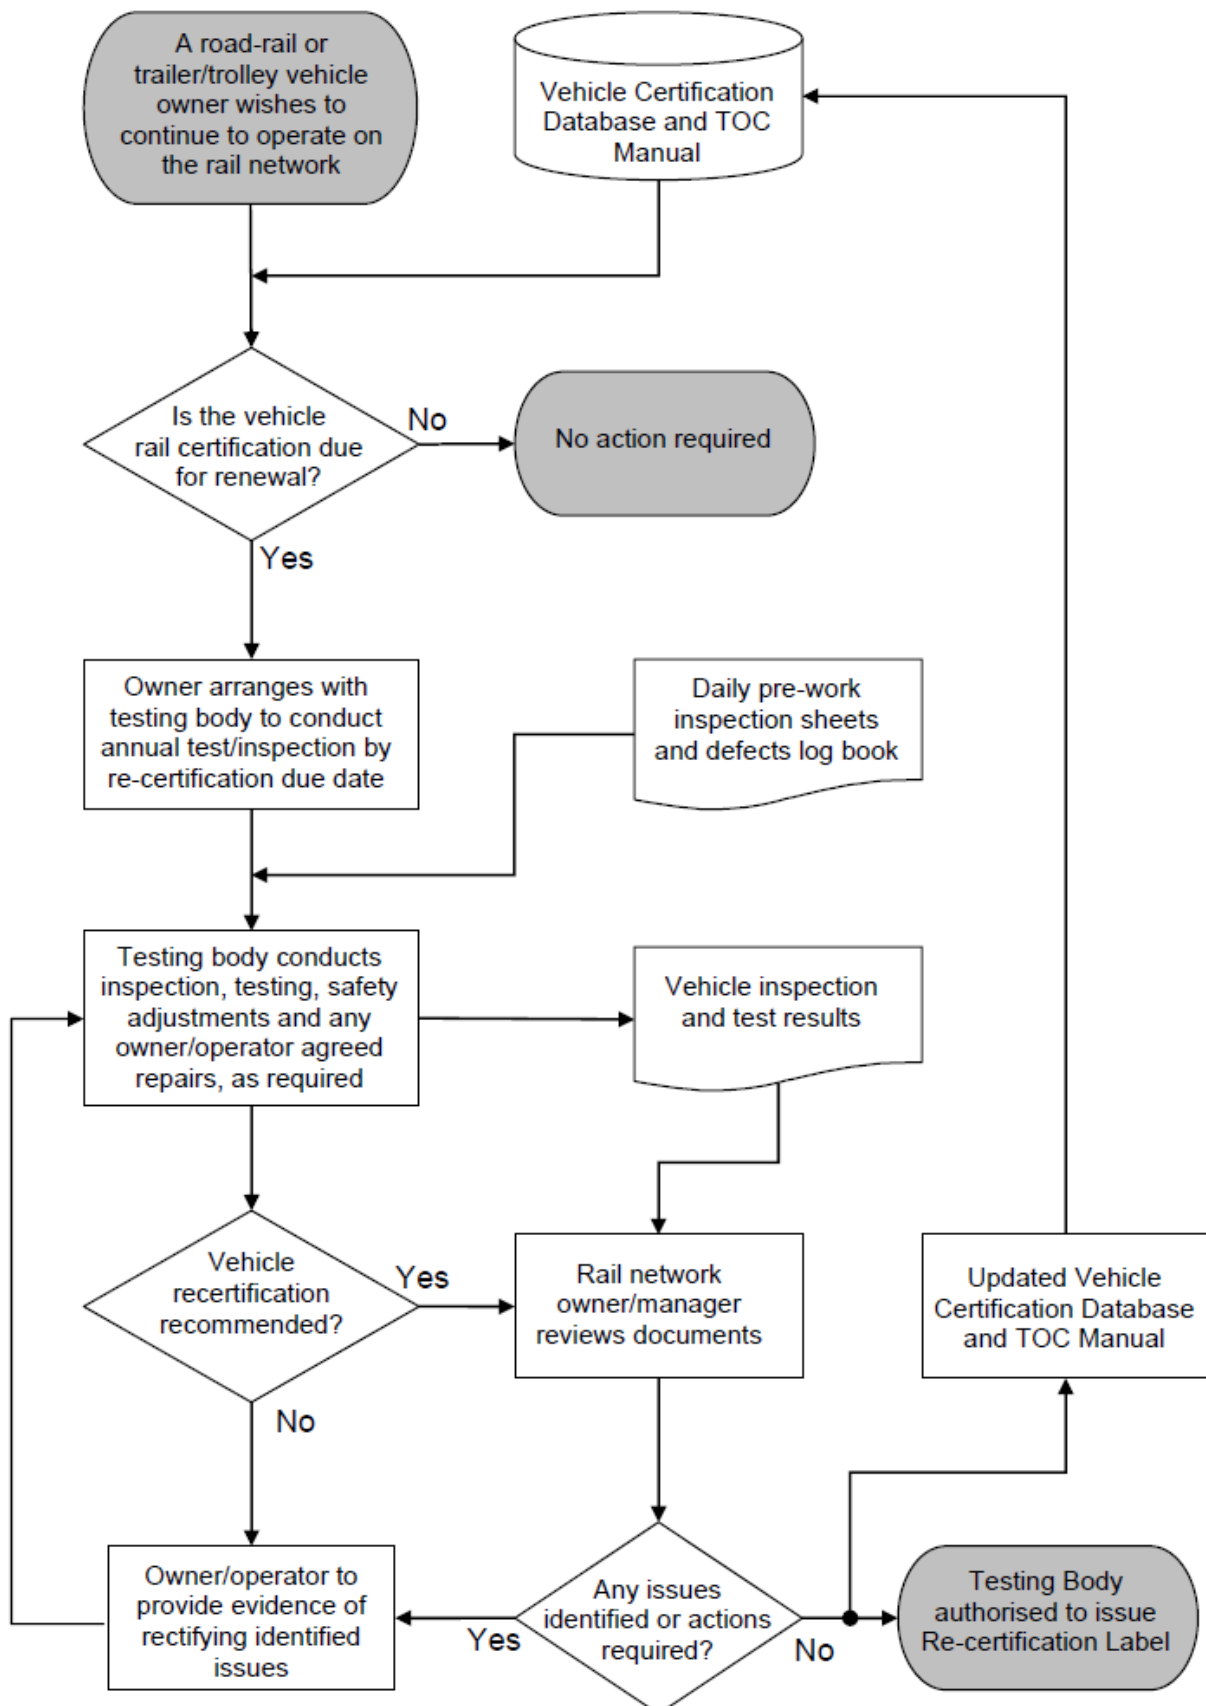 A road-rail or
trailer/trolley vehicle
owner wishes to
continue to operate on
the rail network
Vehicle Certification
Database and TOC
Manual
Is the vehicle
rail certification due
for renewal?
No
No action required
Yes
Owner arranges with
testing body to conduct
annual test/inspection by
re-certification due date
Daily pre-work
inspection sheets
and defects log book
Testing body conducts
inspection, testing, safety
adjustments and any
owner/operator agreed
repairs, as required
Vehicle inspection
and test results
Vehicle
recertification
recommended?
Yes
Rail network
owner/manager
reviews documents
Updated Vehicle
Certification Database
and TOC Manual
No
Owner/operator to
provide evidence of
rectifying identified
issues
Yes
Any issues
identified or actions
required?
No
Testing Body
authorised to issue
Re-certification Label